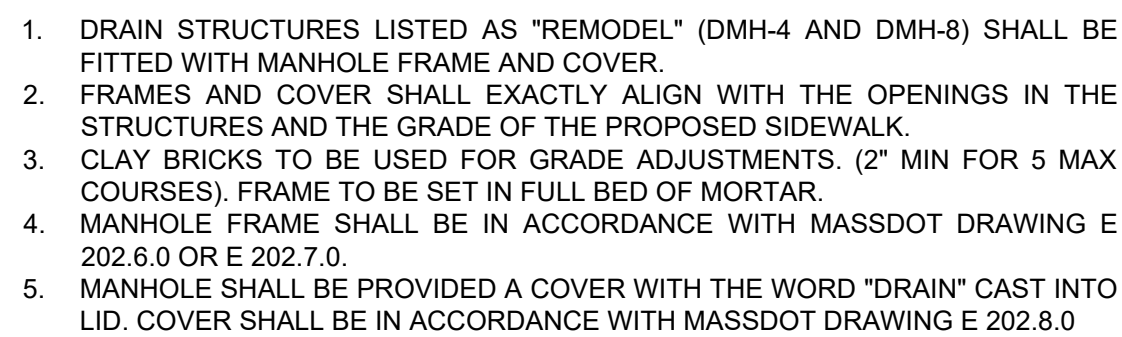 1. DRAIN STRUCTURES LISTED AS "REMODEL" (DMH-4 AND DMH-8) SHALL BE
FITTED WITH MANHOLE FRAME AND COVER.
2. FRAMES AND COVER SHALL EXACTLY ALIGN WITH THE OPENINGS IN THE
STRUCTURES AND THE GRADE OF THE PROPOSED SIDEWALK.
3. CLAY BRICKS TO BE USED FOR GRADE ADJUSTMENTS. (2" MIN FOR 5 MAX
COURSES). FRAME TO BE SET IN FULL BED OF MORTAR.
4. MANHOLE FRAME SHALL BE IN ACCORDANCE WITH MASSDOT DRAWING E
202.6.0 OR E 202.7.0.
5. MANHOLE SHALL BE PROVIDED A COVER WITH THE WORD "DRAIN" CAST INTO
LID. COVER SHALL BE IN ACCORDANCE WITH MASSDOT DRAWING E 202.8.0